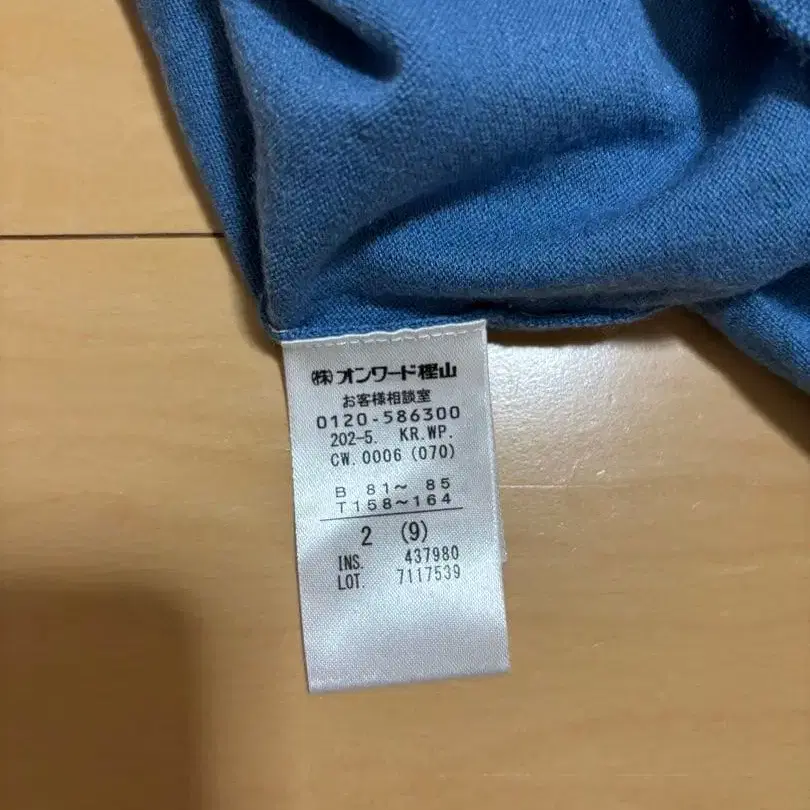 ㈱オンワード樫山
お客様相談室
0120-586300
202-5. KR.WP.
CW.0006 (070)
B 81～ 85
T158～164
2 (9)
INS. 437980
LOT. 7117539